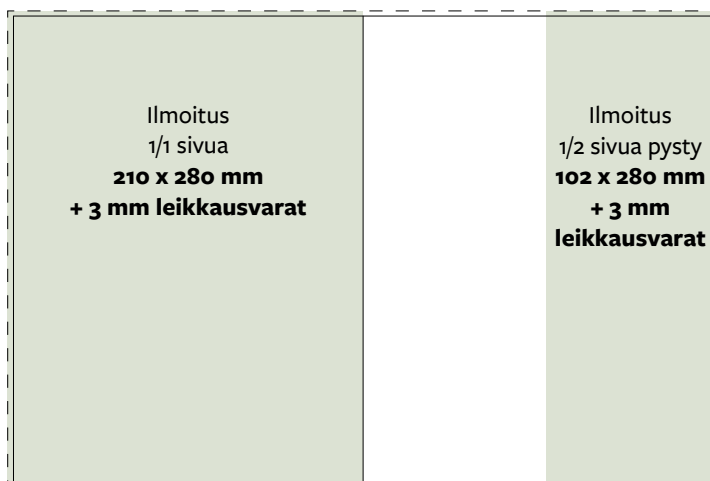 Ilmoitus
1/1 sivua
210 x 280 mm
+ 3 mm leikkausvarat
Ilmoitus
1/2 sivua pysty
102 x 280 mm
+ 3 mm
leikkausvarat